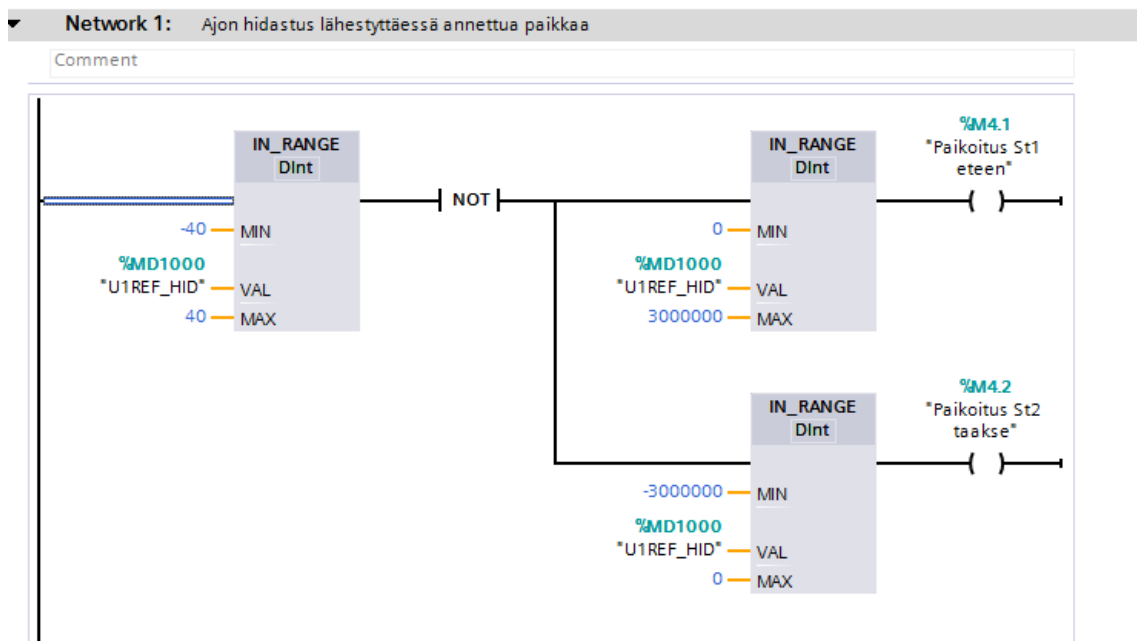 Network 1: Ajon hidastus lähestyttäessä annettua paikkaa
Comment
IN_RANGE
DInt
-40 MIN
%MD1000
"U1REF_HID" VAL
40 MAX
NOT
IN_RANGE
DInt
0 MIN
%MD1000
"U1REF_HID" VAL
3000000 MAX
%M4.1
"Paikoitus St1
eteen"
( )
IN_RANGE
DInt
-3000000 MIN
%MD1000
"U1REF_HID" VAL
0 MAX
%M4.2
"Paikoitus St2
taakse"
( )